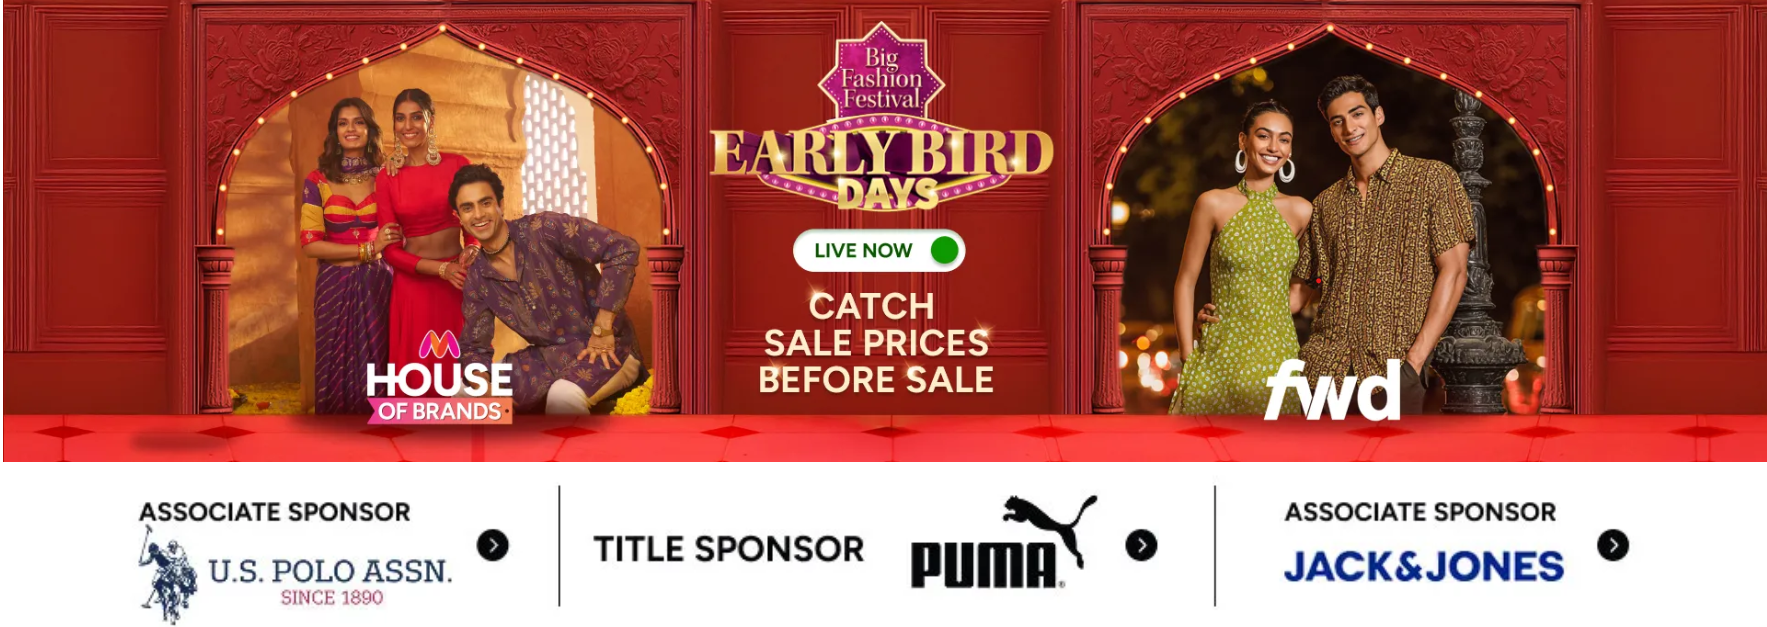 Big
Fashion
Festival
EARLY BIRD
DAYS
LIVE NOW
CATCH
SALE PRICES
BEFORE SALE
HOUSE
OF BRANDS
fwd
ASSOCIATE SPONSOR
U.S. POLO ASSN.
SINCE 1890
TITLE SPONSOR
PUMA
ASSOCIATE SPONSOR
JACK&JONES